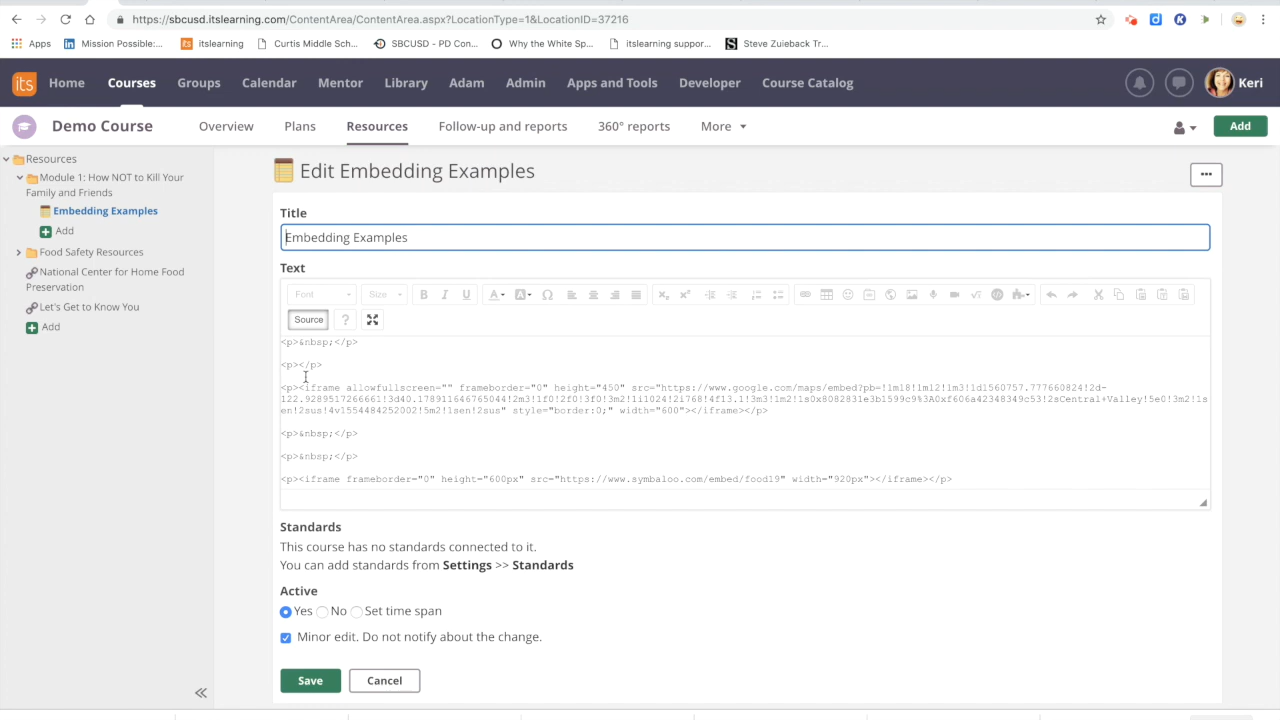 https://sbcusd.itslearning.com/ContentArea/ContentArea.aspx?LocationType=1&LocationID=37216
Apps Mission Possible:... itslearning Curtis Middle Sch... SBCUSD - PD Con... Why the White Sp... itslearning suppor... Steve Zuieback Tr...
its Home Courses Groups Calendar Mentor Library Adam Admin Apps and Tools Developer Course Catalog Keri
Demo Course Overview Plans Resources Follow-up and reports 360° reports More Add
Resources
Module 1: How NOT to Kill Your
Family and Friends
Embedding Examples
Add
Food Safety Resources
National Center for Home Food
Preservation
Let's Get to Know You
Add
Edit Embedding Examples
Title
Embedding Examples
Text
Font Size B I U
Source ?
<p>&nbsp;</p>
<p></p>
<p><iframe allowfullscreen="" frameborder="0" height="450" src="https://www.google.com/maps/embed?pb=!1m18!1m12!1m3!1d1560757.77766082４!2d-
122.9289517266661!3d40.17891146765044!2m3!1f0!2f0!3f0!3m2!1i1024!2i768!4f13.1!3m3!1m2!1s0x8082831e3b1599c9%3A0xf606a42348349c53!2sCentral+Valley!5e0!3m2!1s
en!2sus!4v1554484252002!5m2!1sen!2sus" style="border:0;" width="600"></iframe></p>
<p>&nbsp;</p>
<p>&nbsp;</p>
<p><iframe frameborder="0" height="600px" src="https://www.symbaloo.com/embed/food19" width="920px"></iframe></p>
Standards
This course has no standards connected to it.
You can add standards from Settings >> Standards
Active
Yes No Set time span
Minor edit. Do not notify about the change.
Save Cancel